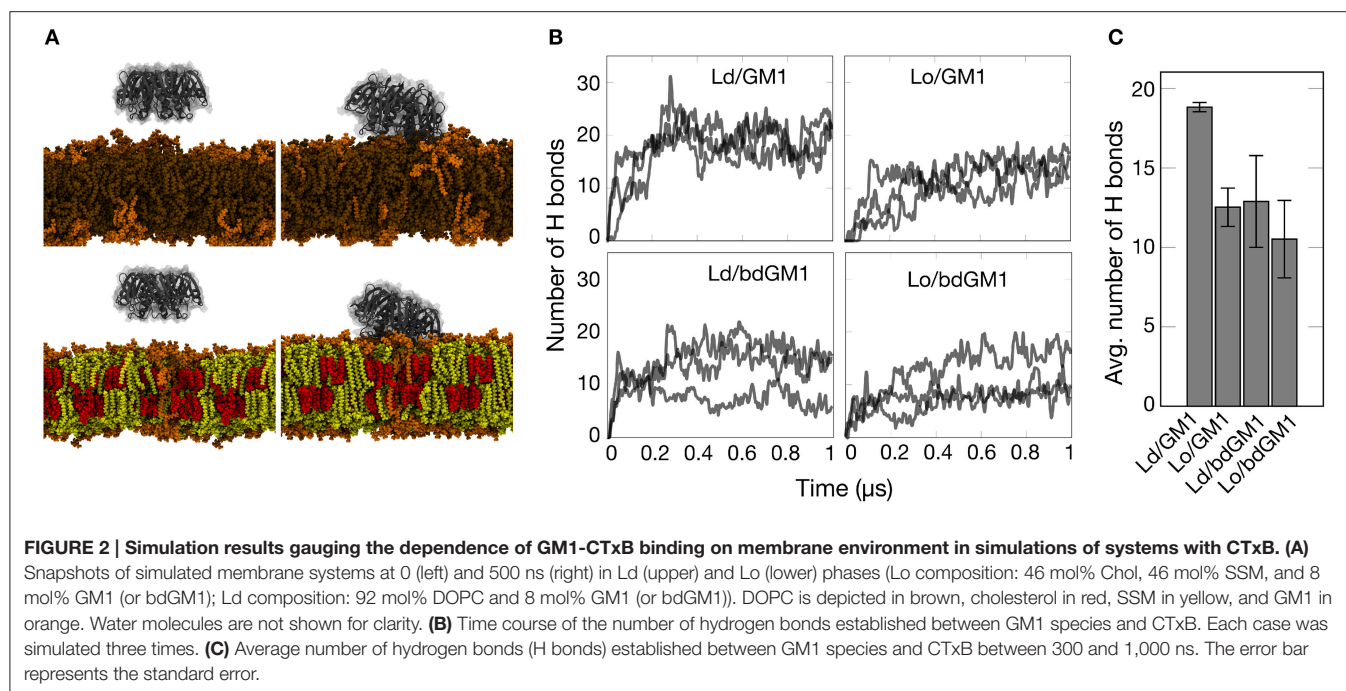 A
B
C
30
20
10
0
Ld/GM1
Lo/GM1
30
20
10
0
Ld/bdGM1
Lo/bdGM1
Number of H bonds
0 0.2 0.4 0.6 0.8 1
0 0.2 0.4 0.6 0.8 1
Time (µs)
20
15
10
5
0
Avg. number of H bonds
Ld/GM1
Lo/GM1
Ld/bdGM1
Lo/bdGM1
FIGURE 2 | Simulation results gauging the dependence of GM1-CTxB binding on membrane environment in simulations of systems with CTxB. (A)
Snapshots of simulated membrane systems at 0 (left) and 500 ns (right) in Ld (upper) and Lo (lower) phases (Lo composition: 46 mol% Chol, 46 mol% SSM, and 8
mol% GM1 (or bdGM1); Ld composition: 92 mol% DOPC and 8 mol% GM1 (or bdGM1)). DOPC is depicted in brown, cholesterol in red, SSM in yellow, and GM1 in
orange. Water molecules are not shown for clarity. (B) Time course of the number of hydrogen bonds established between GM1 species and CTxB. Each case was
simulated three times. (C) Average number of hydrogen bonds (H bonds) established between GM1 species and CTxB between 300 and 1,000 ns. The error bar
represents the standard error.